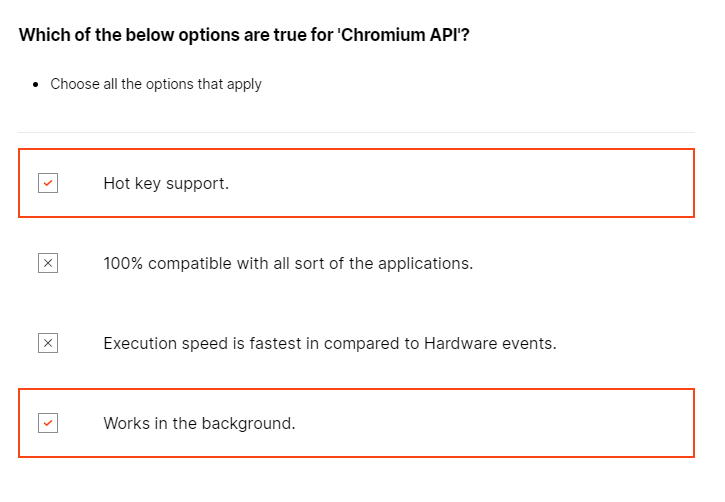 Which of the below options are true for 'Chromium API'?
Choose all the options that apply
Hot key support.
100% compatible with all sort of the applications.
Execution speed is fastest in compared to Hardware events.
Works in the background.